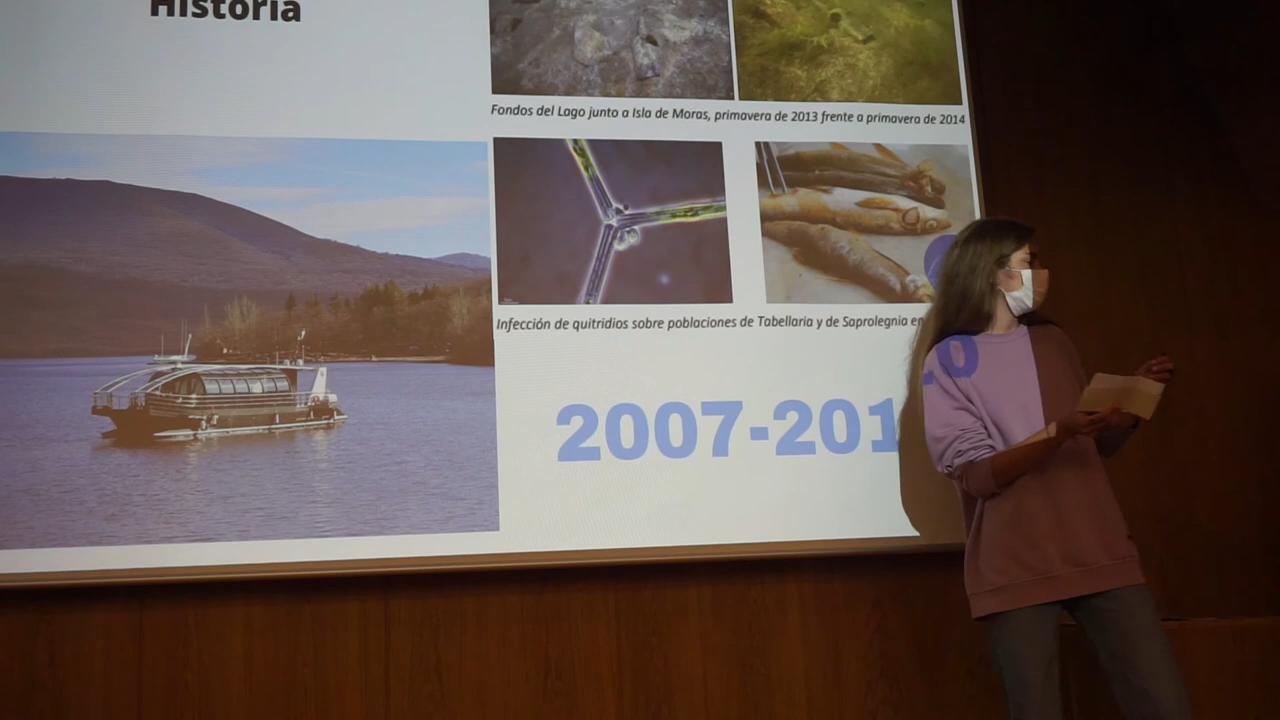 Historia
Fondos del Lago junto a Isla de Moras, primavera de 2013 frente a primavera de 2014
Infección de quitridios sobre poblaciones de Tabellaria y de Saprolegnia en
2007-201